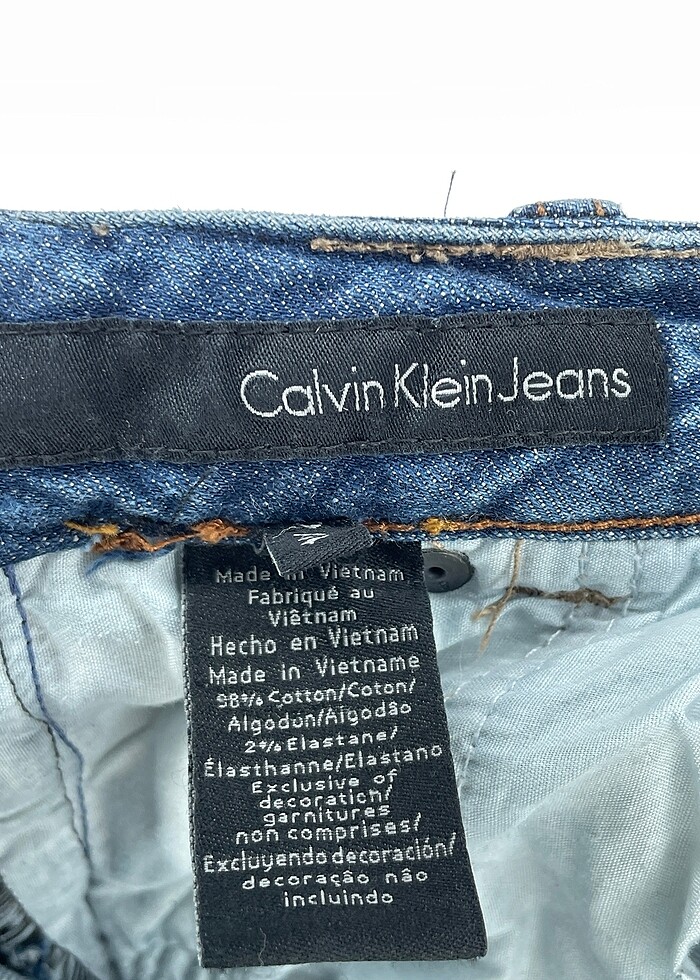 Calvin Klein Jeans
Made in Vietnam
Fabriqué au
Viêtnam
Hecho en Vietnam
Made in Vietname
98% Cotton/Coton/
Algodón/Algodão
2% Elastane/
Élasthanne/Elastano
Exclusive of
decoration/
garnitures
non comprises/
Excluyendo decoración/
decoração não
incluindo